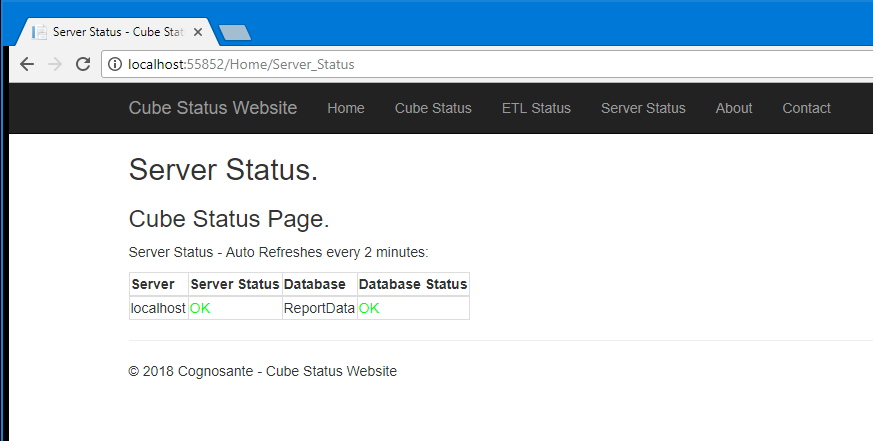 Server Status - Cube Stat
localhost:55852/Home/Server_Status
Cube Status Website Home Cube Status ETL Status Server Status About Contact
Server Status.
Cube Status Page.
Server Status - Auto Refreshes every 2 minutes:
Server Server Status Database Database Status
localhost OK ReportData OK
© 2018 Cognosante - Cube Status Website